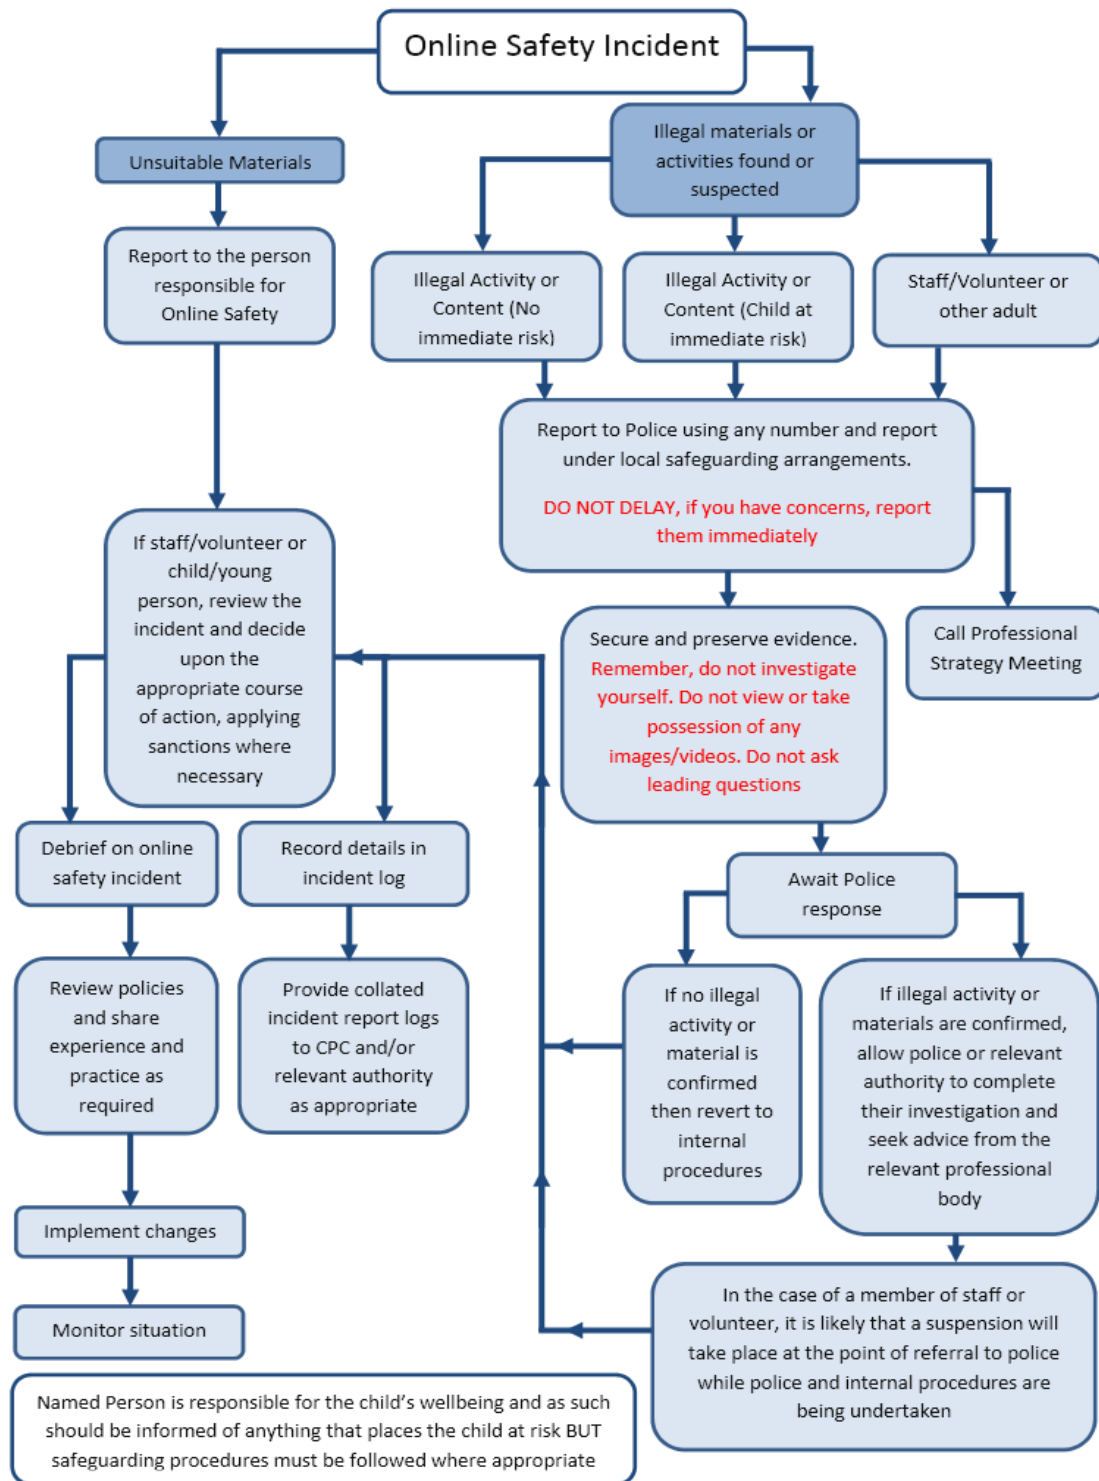 Online Safety Incident
Unsuitable Materials
Illegal materials or
activities found or
suspected
Report to the person
responsible for
Online Safety
Illegal Activity or
Content (No
immediate risk)
Illegal Activity or
Content (Child at
immediate risk)
Staff/Volunteer or
other adult
Report to Police using any number and report
under local safeguarding arrangements.
DO NOT DELAY, if you have concerns, report
them immediately
If staff/volunteer or
child/young
person, review the
incident and decide
upon the
appropriate course
of action, applying
sanctions where
necessary
Secure and preserve evidence.
Remember, do not investigate
yourself. Do not view or take
possession of any
images/videos. Do not ask
leading questions
Call Professional
Strategy Meeting
Debrief on online
safety incident
Record details in
incident log
Await Police
response
Review policies
and share
experience and
practice as
required
Provide collated
incident report logs
to CPC and/or
relevant authority
as appropriate
If no illegal
activity or
material is
confirmed
then revert to
internal
procedures
If illegal activity or
materials are confirmed,
allow police or relevant
authority to complete
their investigation and
seek advice from the
relevant professional
body
Implement changes
Monitor situation
In the case of a member of staff or
volunteer, it is likely that a suspension will
take place at the point of referral to police
while police and internal procedures are
being undertaken
Named Person is responsible for the child’s wellbeing and as such
should be informed of anything that places the child at risk BUT
safeguarding procedures must be followed where appropriate